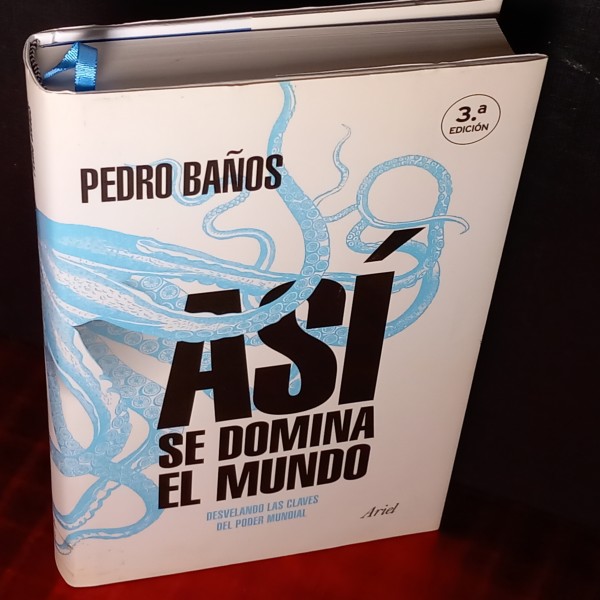 3.ª
EDICIÓN
PEDRO BAÑOS
ASÍ
SE DOMINA
EL MUNDO
DESVELANDO LAS CLAVES
DEL PODER MUNDIAL
Ariel